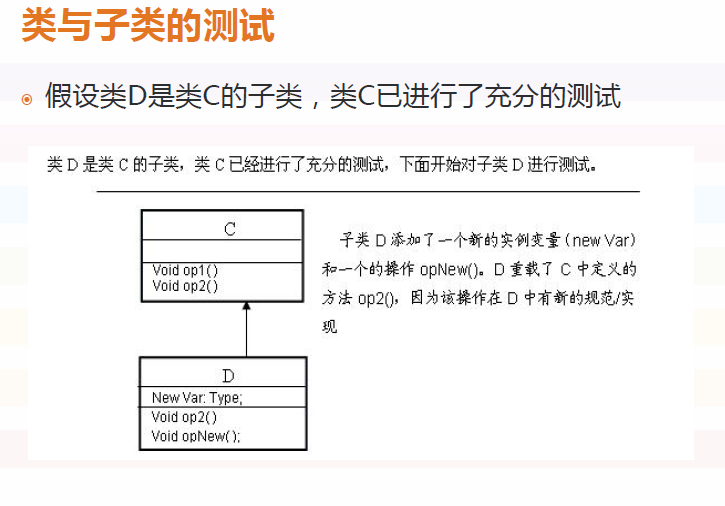 类与子类的测试
假设类D是类C的子类，类C已进行了充分的测试
类 D 是类 C 的子类，类 C 已经进行了充分的测试，下面开始对子类 D 进行测试。
C
Void op1()
Void op2()
D
New Var: Type;
Void op2()
Void opNew();
子类 D 添加了一个新的实例变量(new Var)
和一个的操作 opNew()。D 重载了 C 中定义的
方法 op2()，因为该操作在 D 中有新的规范/实
现